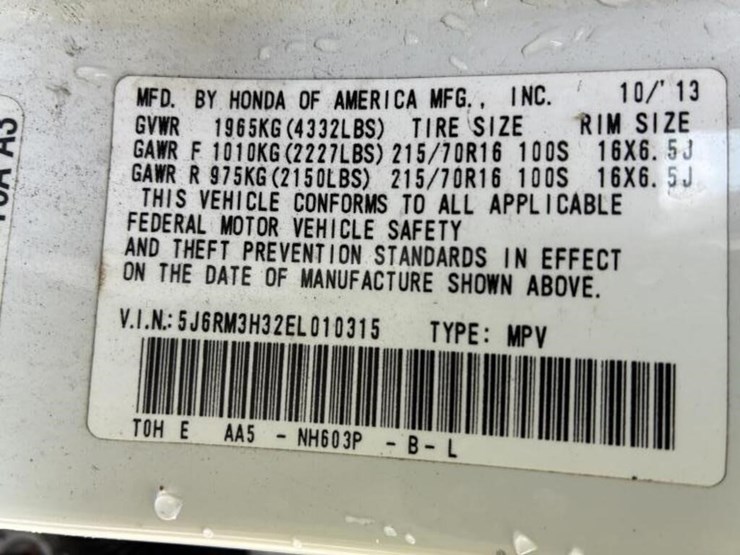 MFD. BY HONDA OF AMERICA MFG., INC. 10/'13
GVWR 1965KG(4332LBS) TIRE SIZE RIM SIZE
GAWR F 1010KG(2227LBS) 215/70R16 100S 16X6.5J
GAWR R 975KG(2150LBS) 215/70R16 100S 16X6.5J
THIS VEHICLE CONFORMS TO ALL APPLICABLE
FEDERAL MOTOR VEHICLE SAFETY
AND THEFT PREVENTION STANDARDS IN EFFECT
ON THE DATE OF MANUFACTURE SHOWN ABOVE.
V.I.N.: 5J6RM3H32EL010315 TYPE: MPV
TOH E AA5 - NH603P - B - L